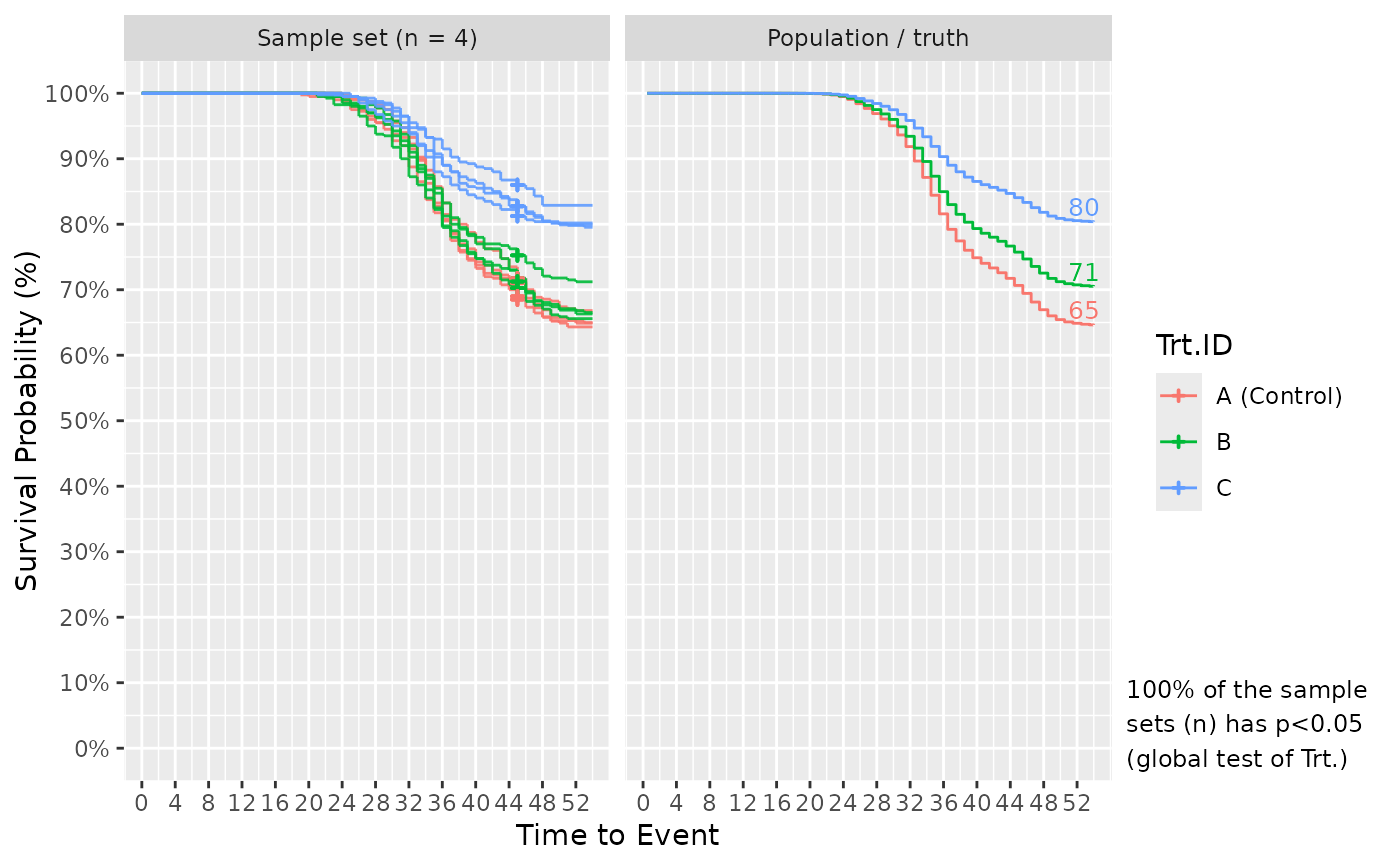 Sample set (n = 4)
Population / truth
Survival Probability (%)
100%
90%
80%
70%
60%
50%
40%
30%
20%
10%
0%
80
71
65
0 4 8 12 16 20 24 28 32 36 40 44 48 52
0 4 8 12 16 20 24 28 32 36 40 44 48 52
Time to Event
Trt.ID
A (Control)
B
C
100% of the sample
sets (n) has p<0.05
(global test of Trt.)